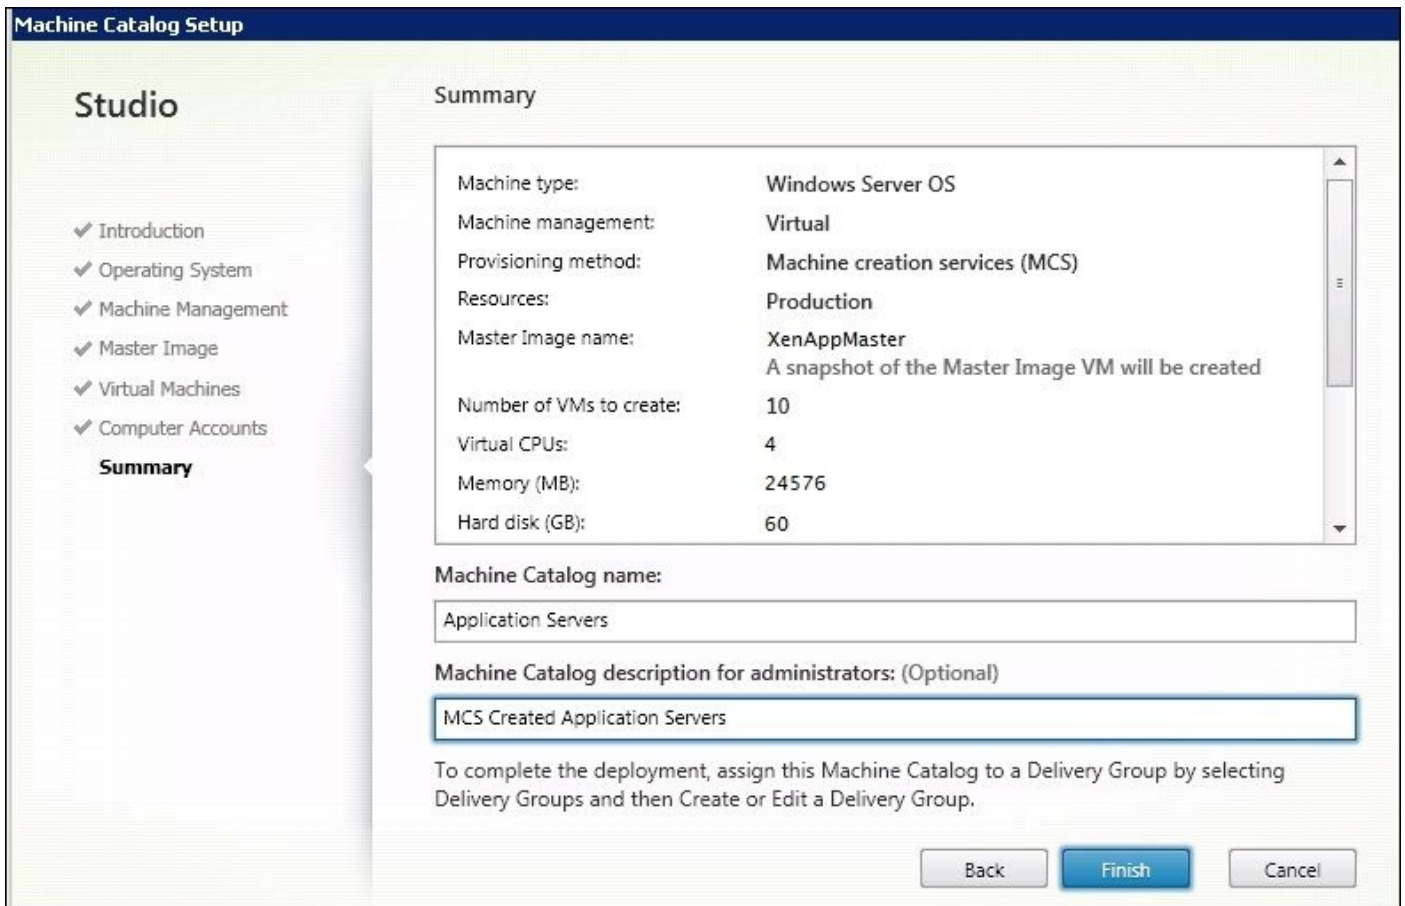 Machine Catalog Setup
Studio
Introduction
Operating System
Machine Management
Master Image
Virtual Machines
Computer Accounts
Summary
Summary
Machine type: Windows Server OS
Machine management: Virtual
Provisioning method: Machine creation services (MCS)
Resources: Production
Master Image name: XenAppMaster
A snapshot of the Master Image VM will be created
Number of VMs to create: 10
Virtual CPUs: 4
Memory (MB): 24576
Hard disk (GB): 60
Machine Catalog name:
Application Servers
Machine Catalog description for administrators: (Optional)
MCS Created Application Servers
To complete the deployment, assign this Machine Catalog to a Delivery Group by selecting
Delivery Groups and then Create or Edit a Delivery Group.
Back Finish Cancel